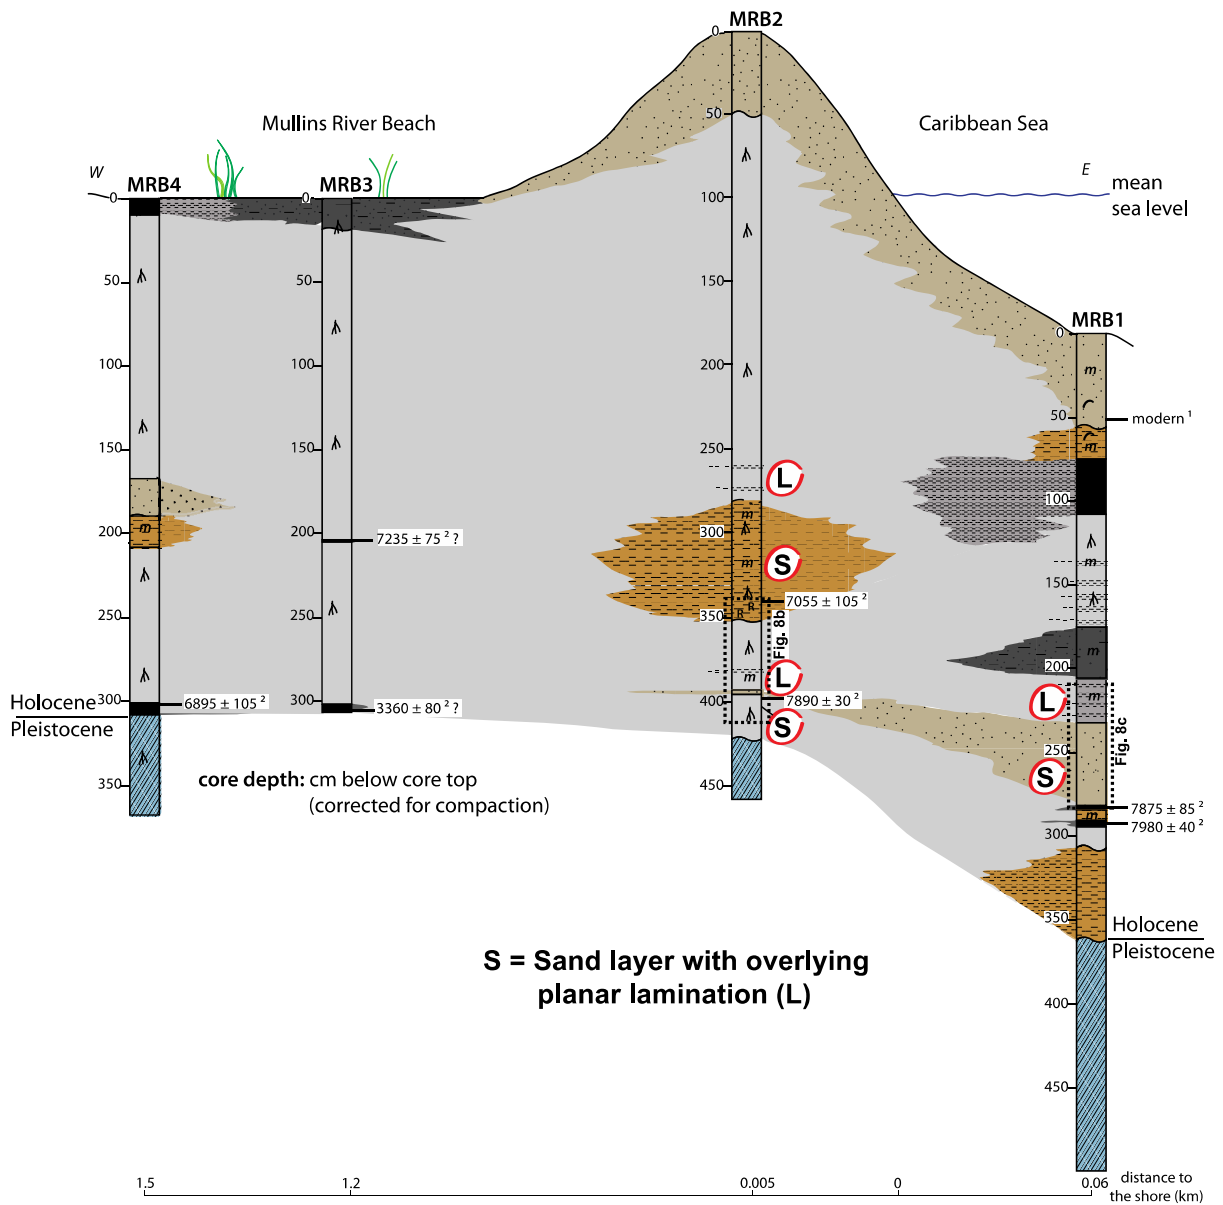 MRB2
0
50
100
150
200
250
300
350
400
450
Mullins River Beach
Caribbean Sea
W
E
mean
sea level
MRB4
0
50
100
150
200
250
300
350
m
MRB3
0
50
100
150
200
250
300
MRB1
0
50
100
150
200
250
300
350
400
450
m
modern ¹
m
m
m
m
m
L
m
m
S
R
R
7055 ± 105 ²
Fig. 8b
m
L
7890 ± 30 ²
S
7235 ± 75 ² ?
L
S
Fig. 8c
7875 ± 85 ²
7980 ± 40 ²
Holocene
Pleistocene
6895 ± 105 ²
3360 ± 80 ² ?
core depth: cm below core top
(corrected for compaction)
Holocene
Pleistocene
S = Sand layer with overlying
planar lamination (L)
1.5
1.2
0.005
0
0.06
distance to
the shore (km)